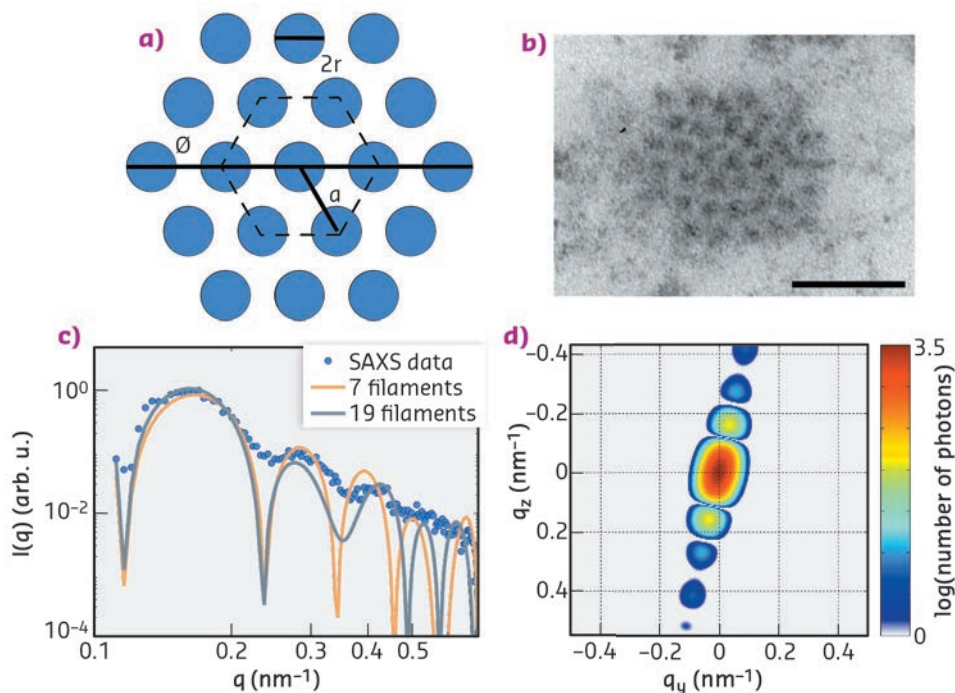 a)
2r
Ø
a
b)
c)
SAXS data
7 filaments
19 filaments
I(q) (arb. u.)
10⁰
10⁻²
10⁻⁴
0.1
0.2
0.3
0.4
0.5
q (nm⁻¹)
d)
q_z (nm⁻¹)
-0.4
-0.2
0
0.2
0.4
−0.4
−0.2
0
0.2
0.4
q_y (nm⁻¹)
3.5
0
log(number of photons)